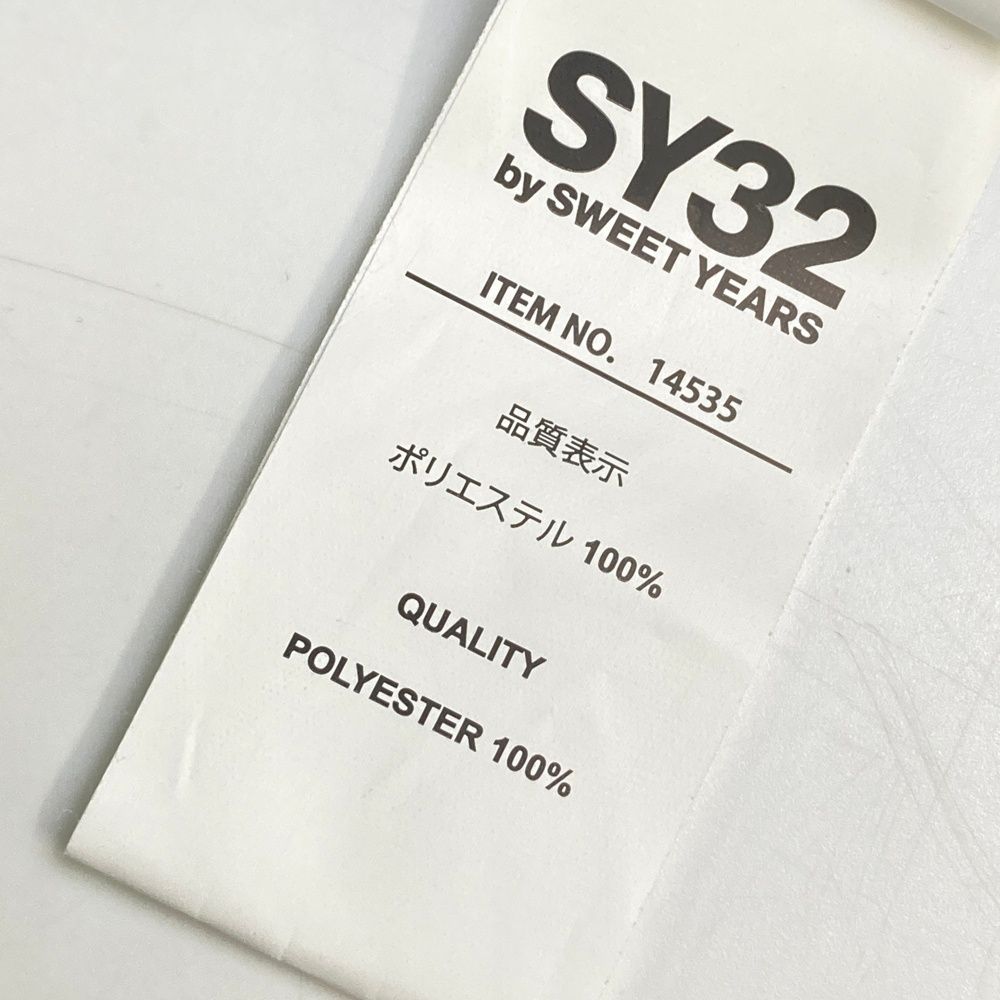 SY32
by SWEET YEARS
ITEM NO. 14535
品質表示
ポリエステル 100%
QUALITY
POLYESTER 100%